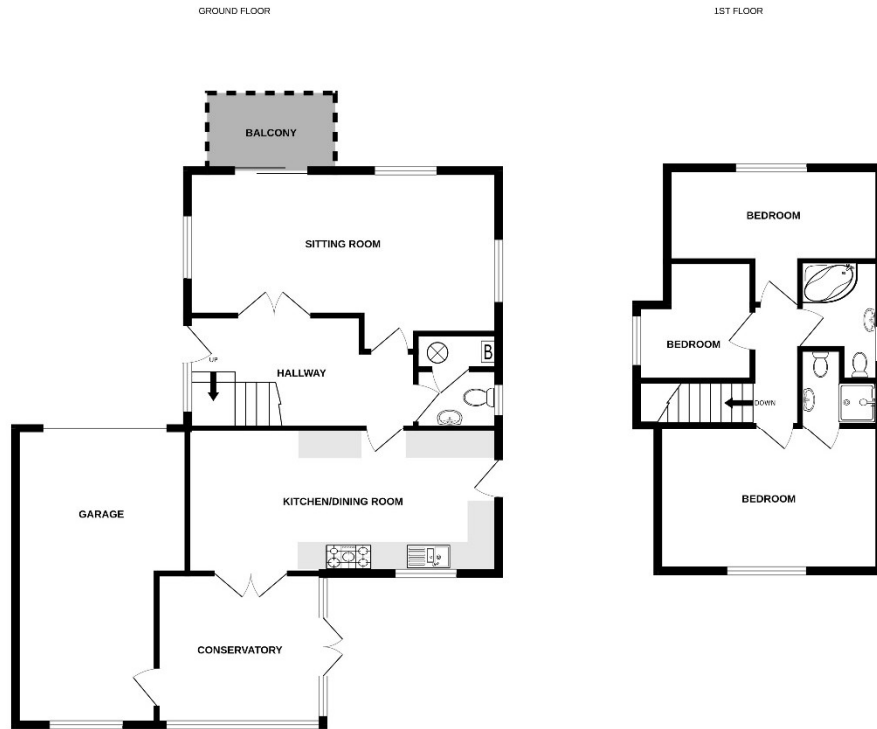 GROUND FLOOR
1ST FLOOR
BALCONY
SITTING ROOM
UP
HALLWAY
B
KITCHEN/DINING ROOM
GARAGE
CONSERVATORY
BEDROOM
BEDROOM
DOWN
BEDROOM